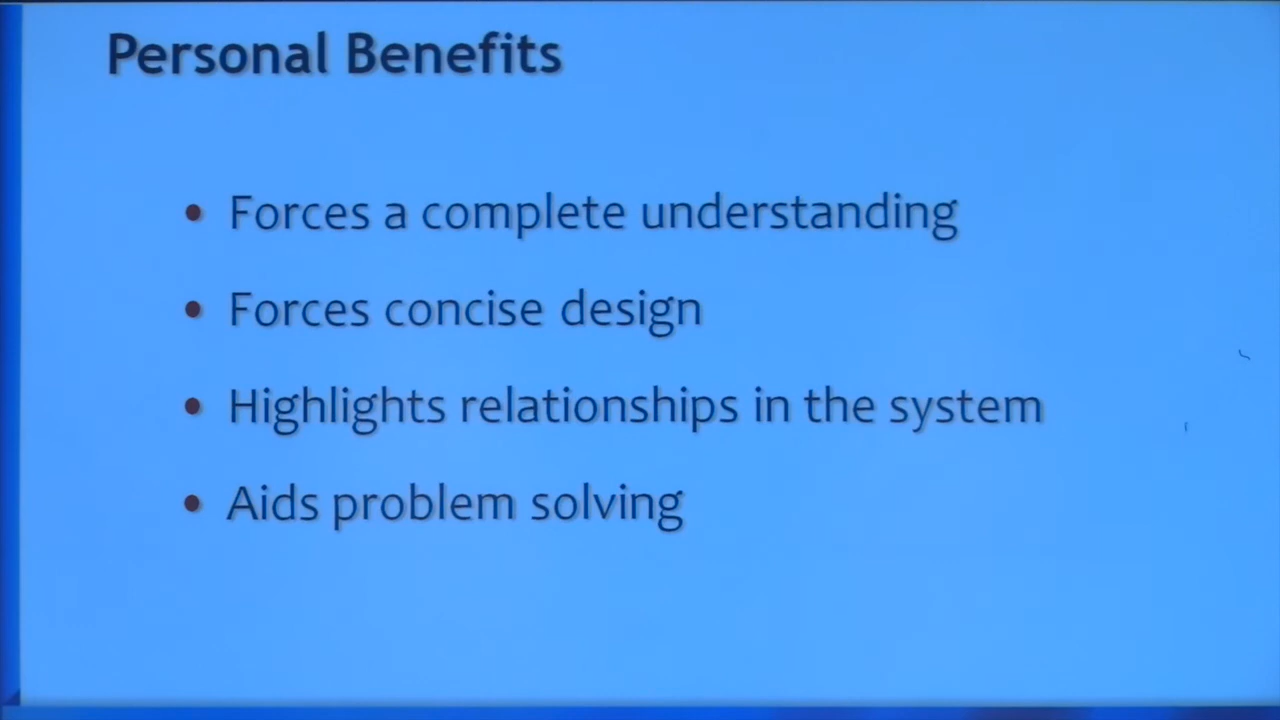 Personal Benefits
• Forces a complete understanding
• Forces concise design
• Highlights relationships in the system
• Aids problem solving